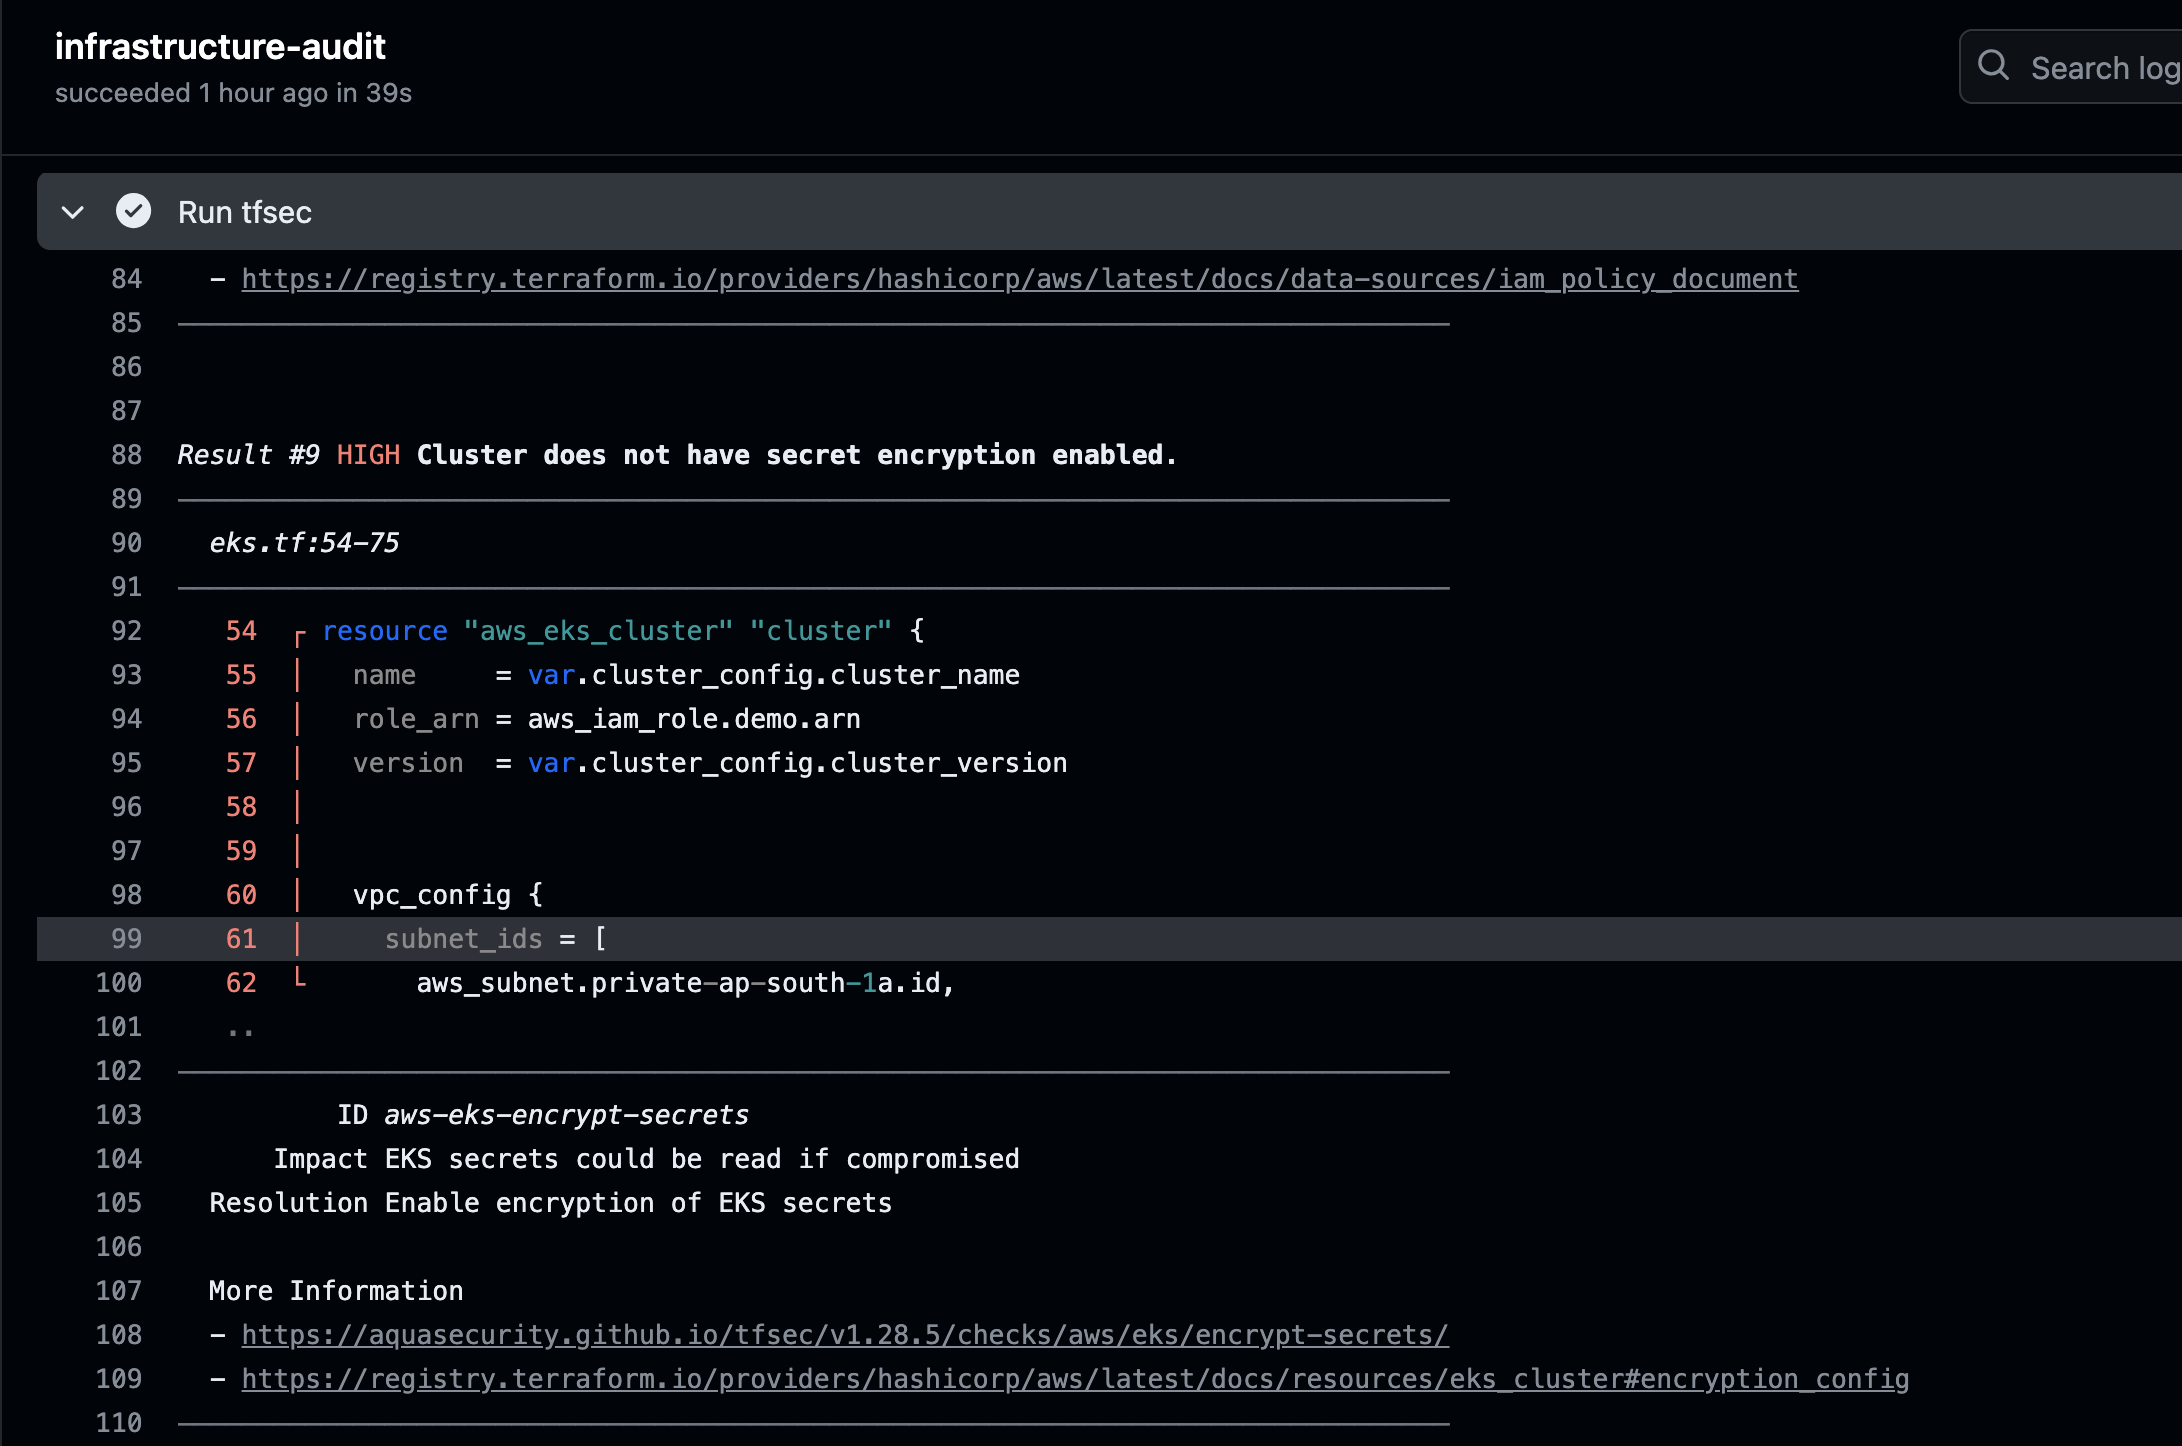 infrastructure-audit
succeeded 1 hour ago in 39s
Search log
Run tfsec
84 - https://registry.terraform.io/providers/hashicorp/aws/latest/docs/data-sources/iam_policy_document
85
86
87
88 Result #9 HIGH Cluster does not have secret encryption enabled.
89
90 eks.tf:54-75
91
92 54 resource "aws_eks_cluster" "cluster" {
93 55 name = var.cluster_config.cluster_name
94 56 role_arn = aws_iam_role.demo.arn
95 57 version = var.cluster_config.cluster_version
96 58
97 59
98 60 vpc_config {
99 61 subnet_ids = [
100 62 aws_subnet.private-ap-south-1a.id,
101 ..
102
103 ID aws-eks-encrypt-secrets
104 Impact EKS secrets could be read if compromised
105 Resolution Enable encryption of EKS secrets
106
107 More Information
108 - https://aquasecurity.github.io/tfsec/v1.28.5/checks/aws/eks/encrypt-secrets/
109 - https://registry.terraform.io/providers/hashicorp/aws/latest/docs/resources/eks_cluster#encryption_config
110